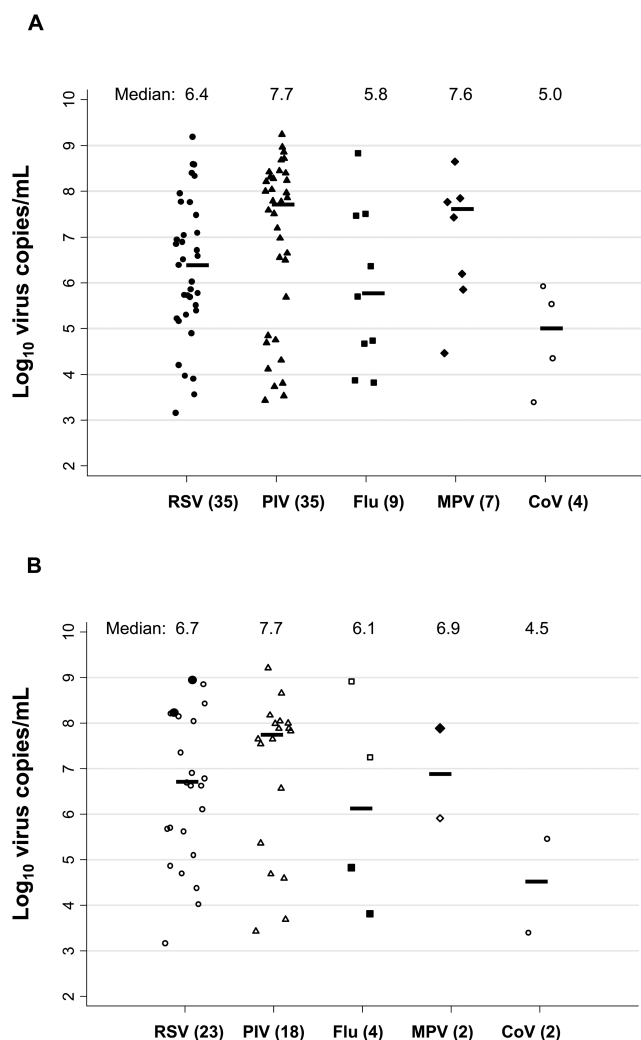 A
Median: 6.4 7.7 5.8 7.6 5.0
10
9
8
7
6
5
4
3
2
Log10 virus copies/mL
RSV (35) PIV (35) Flu (9) MPV (7) CoV (4)
B
Median: 6.7 7.7 6.1 6.9 4.5
10
9
8
7
6
5
4
3
2
Log10 virus copies/mL
RSV (23) PIV (18) Flu (4) MPV (2) CoV (2)